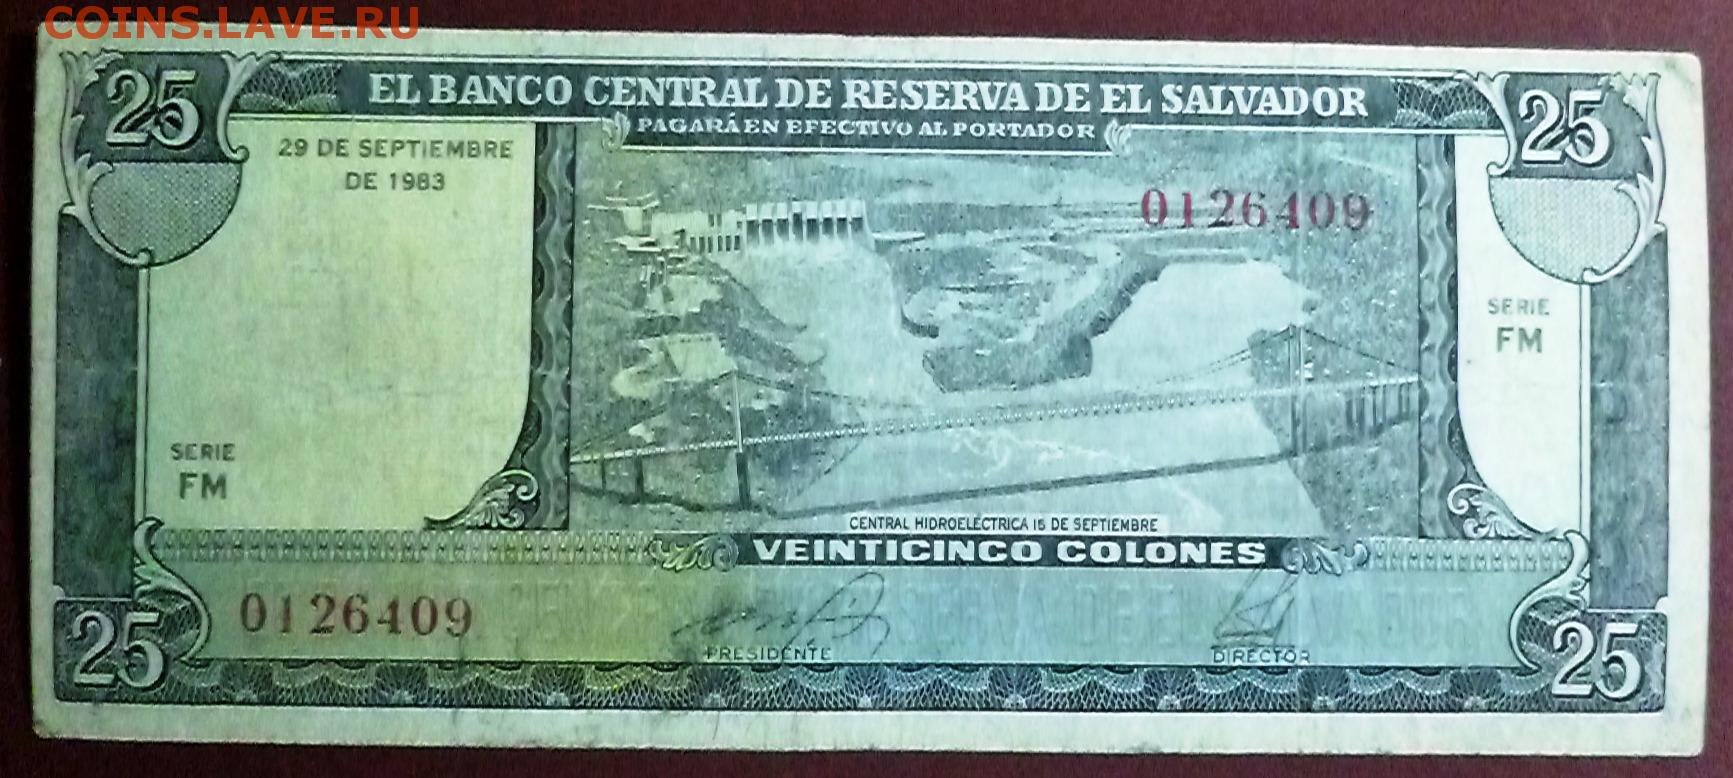 COINS.LAVE.RU
25 EL BANCO CENTRAL DE RESERVA DE EL SALVADOR 25
PAGARÁ EN EFECTIVO AL PORTADOR
29 DE SEPTIEMBRE
DE 1983
0126409
SERIE
FM
SERIE
FM
CENTRAL HIDROELECTRICA 15 DE SEPTIEMBRE
VEINTICINCO COLONES
25 0126409 25
PRESIDENTE DIRECTOR